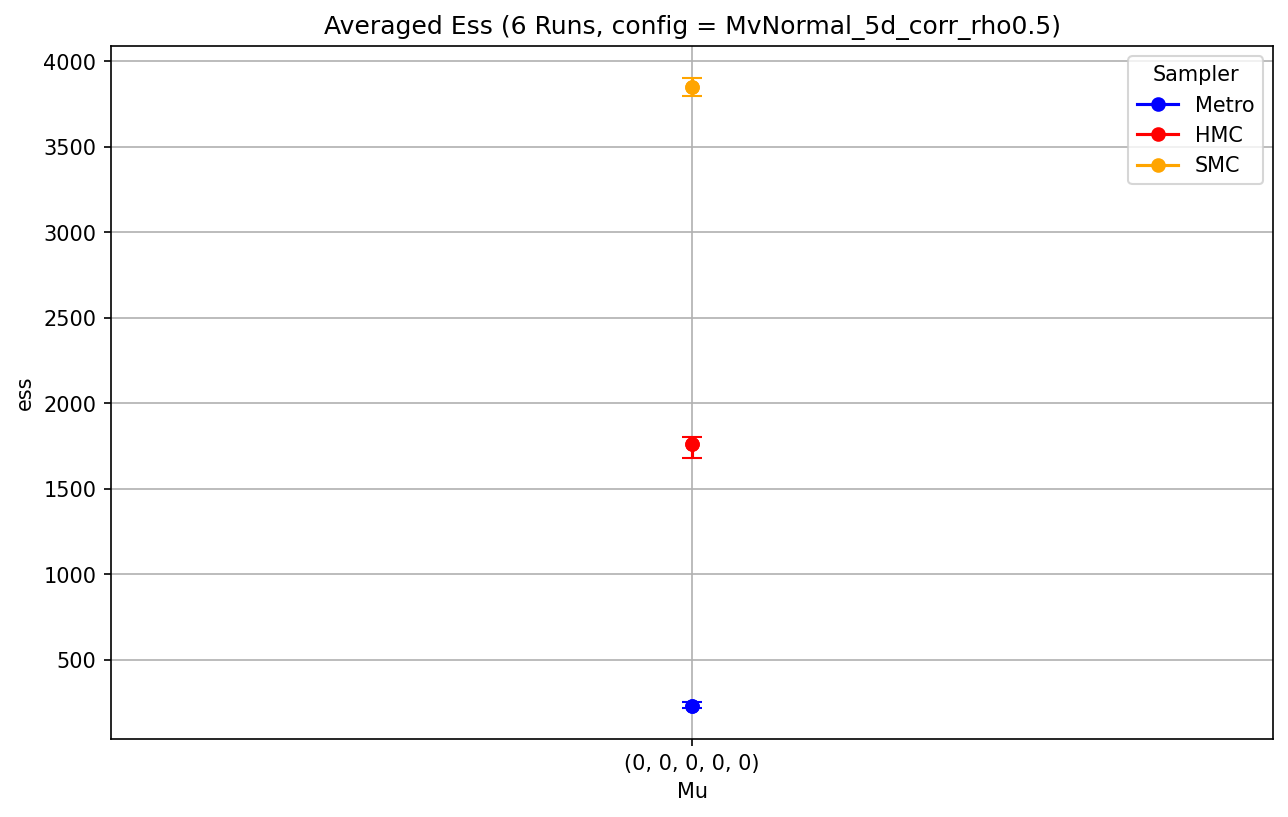 Averaged Ess (6 Runs, config = MvNormal_5d_corr_rho0.5)
4000
3500
3000
2500
2000
1500
1000
500
ess
Sampler
Metro
HMC
SMC
(0, 0, 0, 0, 0)
Mu